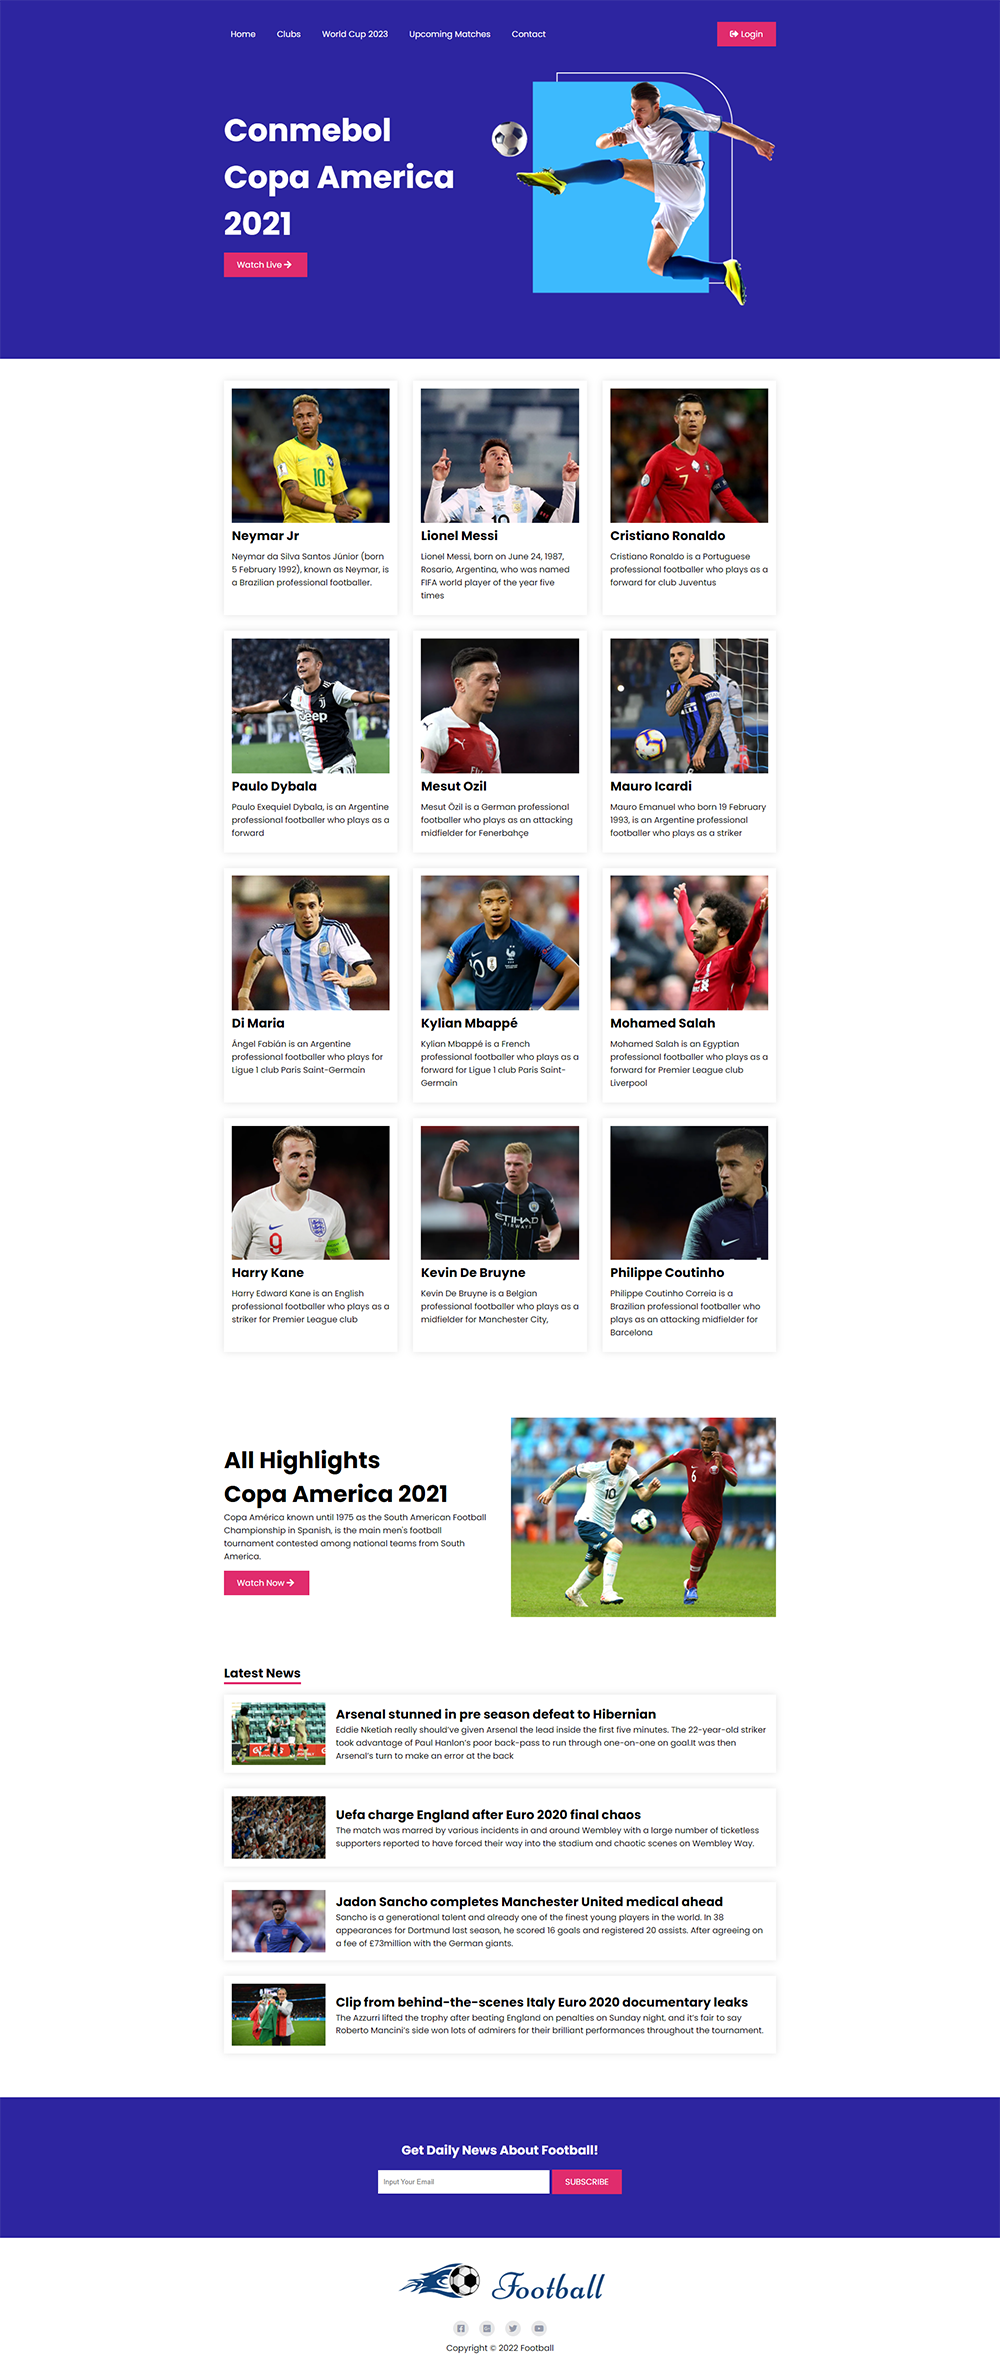 Home Clubs World Cup 2023 Upcoming Matches Contact Login
Conmebol
Copa America
2021
Watch Live
10
10
7
Neymar Jr
Lionel Messi
Cristiano Ronaldo
Neymar da Silva Santos Júnior (born
5 February 1992), known as Neymar, is
a Brazilian professional footballer.
Lionel Messi, born on June 24, 1987,
Rosario, Argentina, who was named
FIFA world player of the year five
times
Cristiano Ronaldo is a Portuguese
professional footballer who plays as a
forward for club Juventus
Jeep
Paulo Dybala
Mesut Ozil
Mauro Icardi
Paulo Exequiel Dybala, is an Argentine
professional footballer who plays as a
forward
Mesut Özil is a German professional
footballer who plays as an attacking
midfielder for Fenerbahçe
Mauro Emanuel who born 19 February
1993, is an Argentine professional
footballer who plays as a striker
7
10
Di Maria
Kylian Mbappé
Mohamed Salah
Ángel Fabián is an Argentine
professional footballer who plays for
Ligue 1 club Paris Saint-Germain
Kylian Mbappé is a French
professional footballer who plays as a
forward for Ligue 1 club Paris Saint-
Germain
Mohamed Salah is an Egyptian
professional footballer who plays as a
forward for Premier League club
Liverpool
9
ETIHAD
AIRWAYS
Harry Kane
Kevin De Bruyne
Philippe Coutinho
Harry Edward Kane is an English
professional footballer who plays as a
striker for Premier League club
Kevin De Bruyne is a Belgian
professional footballer who plays as a
midfielder for Manchester City,
Philippe Coutinho Correia is a
Brazilian professional footballer who
plays as an attacking midfielder for
Barcelona
All Highlights
Copa America 2021
Copa América known until 1975 as the South American Football
Championship in Spanish, is the main men's football
tournament contested among national teams from South
America.
Watch Now
10
6
Latest News
Arsenal stunned in pre season defeat to Hibernian
Eddie Nketiah really should've given Arsenal the lead inside the first five minutes. The 22-year-old striker
took advantage of Paul Hanlon's poor back-pass to run through one-on-one on goal.It was then
Arsenal's turn to make an error at the back
Uefa charge England after Euro 2020 final chaos
The match was marred by various incidents in and around Wembley with a large number of ticketless
supporters reported to have forced their way into the stadium and chaotic scenes on Wembley Way.
Jadon Sancho completes Manchester United medical ahead
Sancho is a generational talent and already one of the finest young players in the world. In 38
appearances for Dortmund last season, he scored 16 goals and registered 20 assists. After agreeing on
a fee of £73million with the German giants.
Clip from behind-the-scenes Italy Euro 2020 documentary leaks
The Azzurri lifted the trophy after beating England on penalties on Sunday night, and it's fair to say
Roberto Mancini's side won lots of admirers for their brilliant performances throughout the tournament.
Get Daily News About Football!
Input Your Email SUBSCRIBE
Football
Copyright © 2022 Football